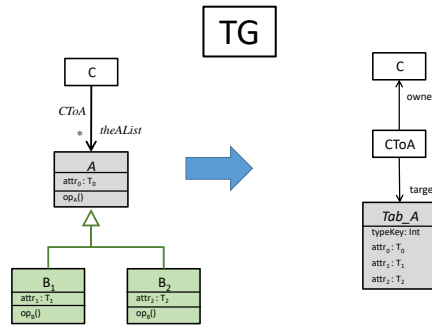 TG
C
CToA
* theAList
A
attr₀ : T₀
opA()
B₁
attr₁ : T₁
opB()
B₂
attr₂ : T₂
opB()
C
owne
CToA
targe
Tab_A
typeKey: Int
attr₀ : T₀
attr₁ : T₁
attr₂ : T₂